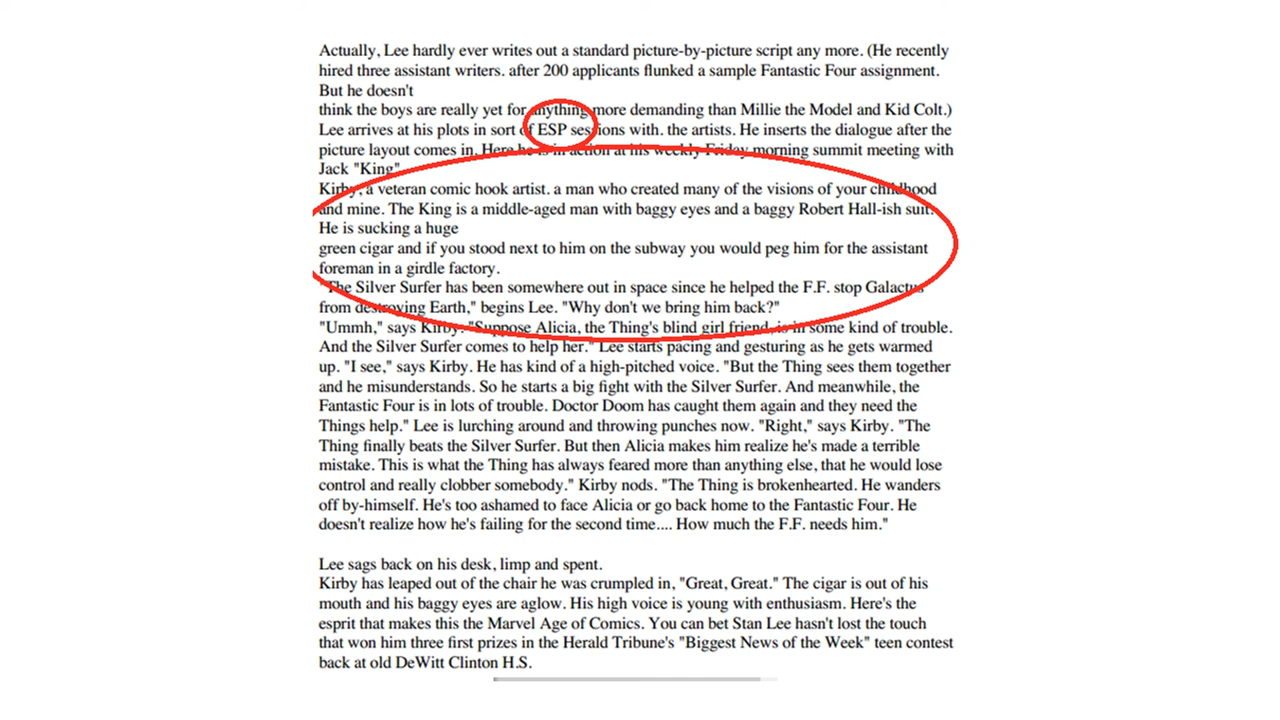 Actually, Lee hardly ever writes out a standard picture-by-picture script any more. (He recently
hired three assistant writers. after 200 applicants flunked a sample Fantastic Four assignment.
But he doesn't
think the boys are really yet for anything more demanding than Millie the Model and Kid Colt.)
Lee arrives at his plots in sort of ESP sessions with. the artists. He inserts the dialogue after the
picture layout comes in. Here he is in action at his weekly Friday morning summit meeting with
Jack "King"
Kirby, a veteran comic hook artist. a man who created many of the visions of your childhood
and mine. The King is a middle-aged man with baggy eyes and a baggy Robert Hall-ish suit.
He is sucking a huge
green cigar and if you stood next to him on the subway you would peg him for the assistant
foreman in a girdle factory.
"The Silver Surfer has been somewhere out in space since he helped the F.F. stop Galactus
from destroying Earth," begins Lee. "Why don't we bring him back?"
"Ummh," says Kirby. "Suppose Alicia, the Thing's blind girl friend, is in some kind of trouble.
And the Silver Surfer comes to help her." Lee starts pacing and gesturing as he gets warmed
up. "I see," says Kirby. He has kind of a high-pitched voice. "But the Thing sees them together
and he misunderstands. So he starts a big fight with the Silver Surfer. And meanwhile, the
Fantastic Four is in lots of trouble. Doctor Doom has caught them again and they need the
Things help." Lee is lurching around and throwing punches now. "Right," says Kirby. "The
Thing finally beats the Silver Surfer. But then Alicia makes him realize he's made a terrible
mistake. This is what the Thing has always feared more than anything else, that he would lose
control and really clobber somebody." Kirby nods. "The Thing is brokenhearted. He wanders
off by-himself. He's too ashamed to face Alicia or go back home to the Fantastic Four. He
doesn't realize how he's failing for the second time.... How much the F.F. needs him."
Lee sags back on his desk, limp and spent.
Kirby has leaped out of the chair he was crumpled in, "Great, Great." The cigar is out of his
mouth and his baggy eyes are aglow. His high voice is young with enthusiasm. Here's the
esprit that makes this the Marvel Age of Comics. You can bet Stan Lee hasn't lost the touch
that won him three first prizes in the Herald Tribune's "Biggest News of the Week" teen contest
back at old DeWitt Clinton H.S.